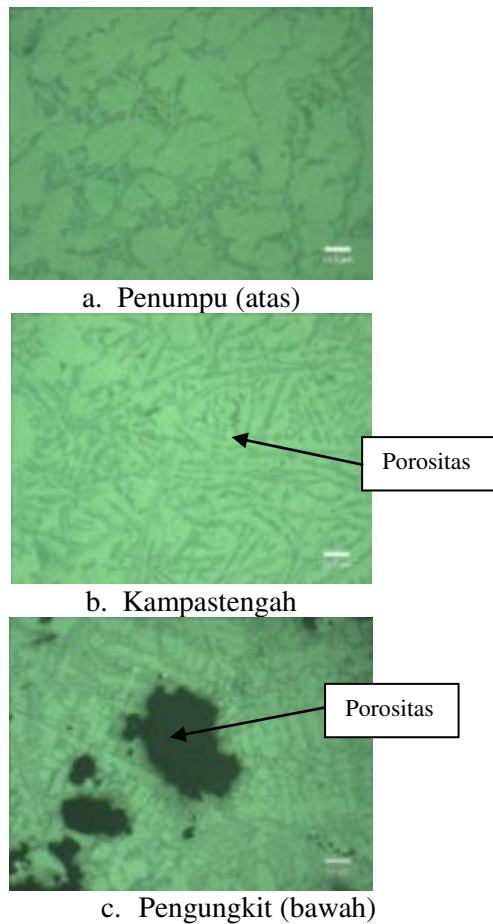 a. Penumpu (atas)
Porositas
b. Kampastengah
Porositas
c. Pengungkit (bawah)